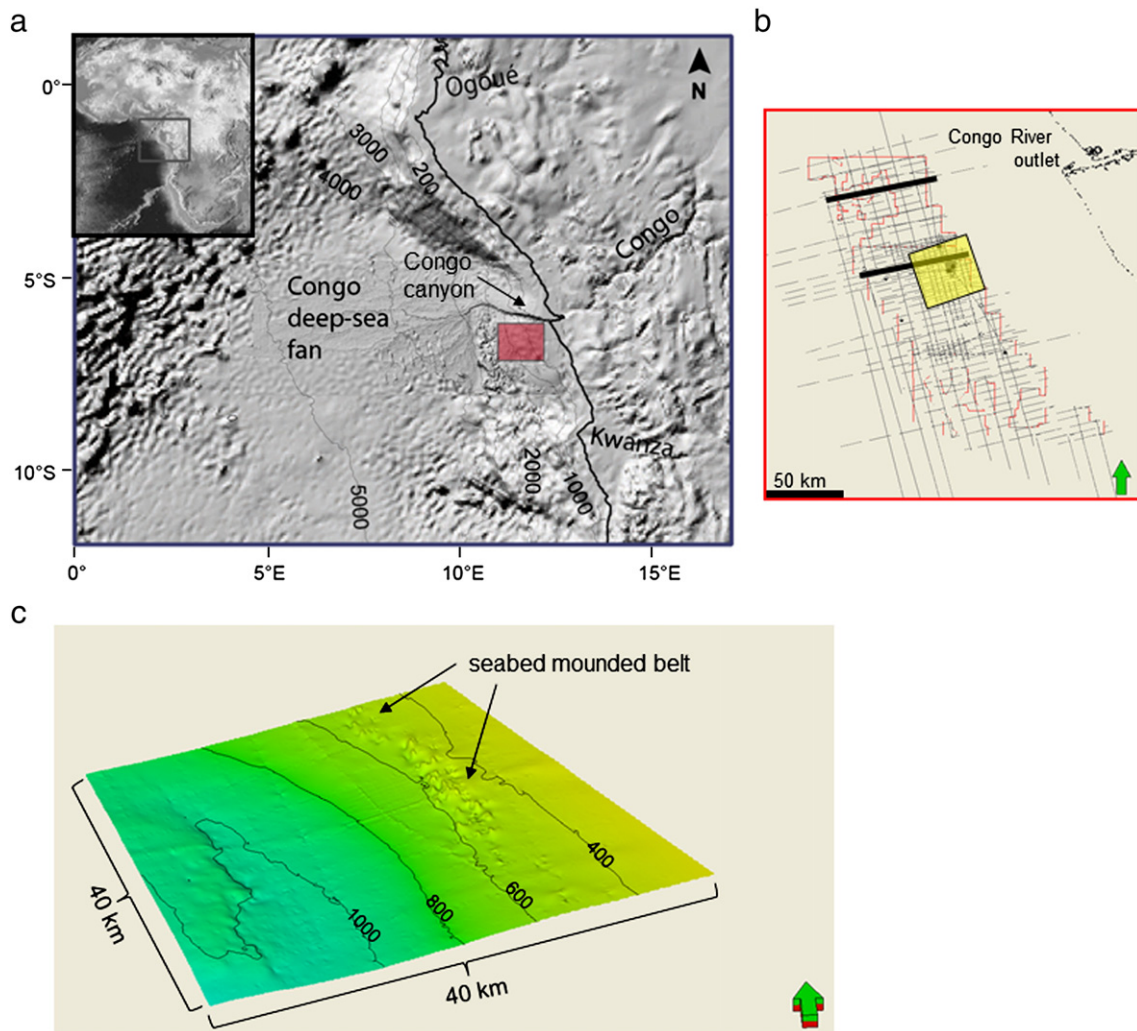 a
0°
5°S
10°S
0°
5°E
10°E
15°E
N
Ogoué
3000
4000
200
Congo
Congo
canyon
Congo
deep-sea
fan
Kwanza
2000
1000
5000
b
Congo River
outlet
50 km
c
seabed mounded belt
400
600
800
1000
40 km
40 km